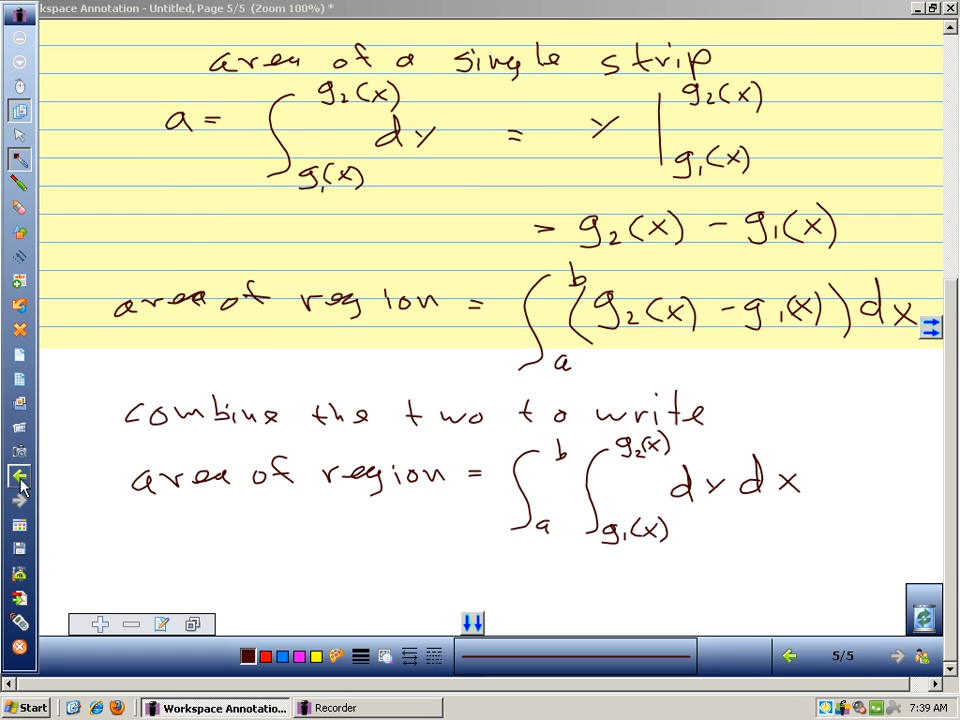 kspace Annotation - Untitled, Page 5/5 (Zoom 100%) *
area of a single strip
a = ∫_{g₁(x)}^{g₂(x)} dy = y |_{g₁(x)}^{g₂(x)}
= g₂(x) - g₁(x)
area of region = ∫_a^b (g₂(x) - g₁(x)) dx
combine the two to write
area of region = ∫_a^b ∫_{g₁(x)}^{g₂(x)} dy dx
5/5
Start
Workspace Annotatio...
Recorder
7:39 AM